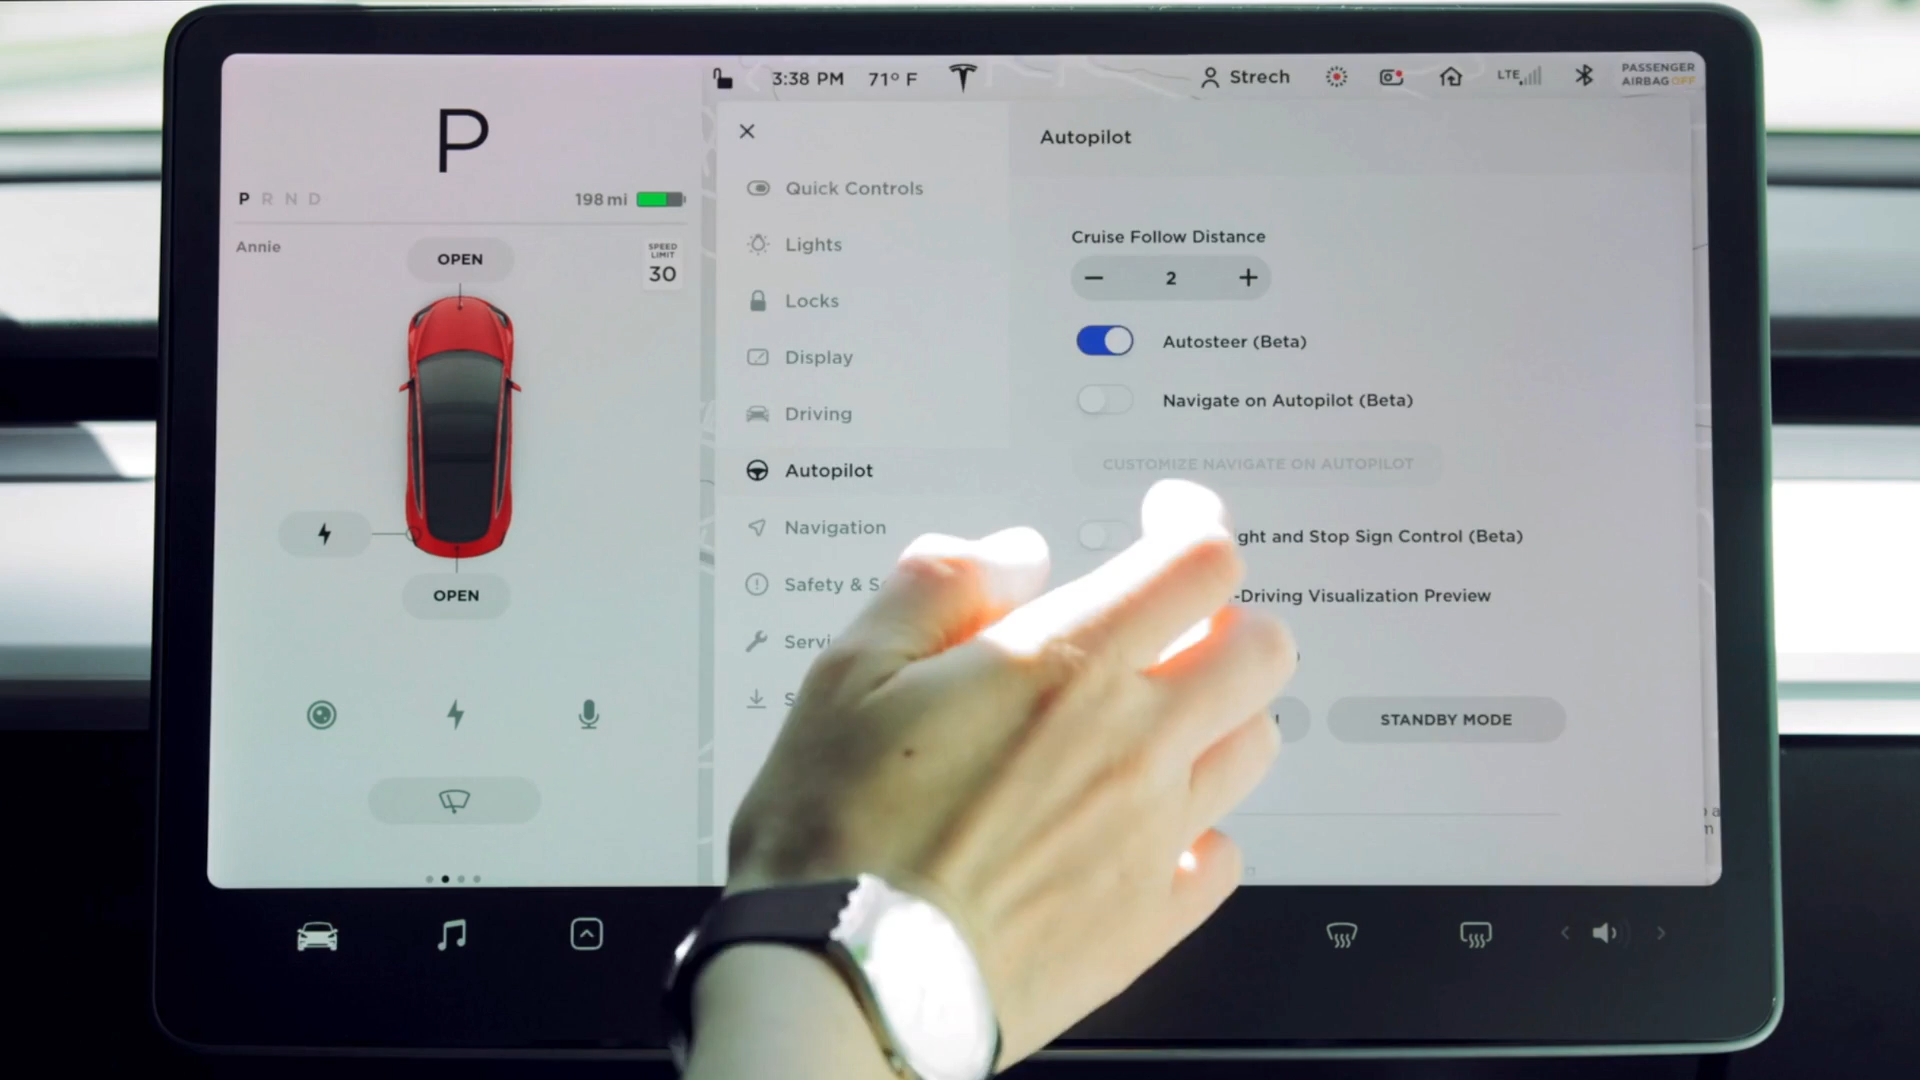 3:38 PM 71° F Strech LTE PASSENGER
AIRBAG OFF
P
P R N D 198 mi
Annie
OPEN
SPEED
LIMIT
30
OPEN
Quick Controls
Lights
Locks
Display
Driving
Autopilot
Navigation
Safety &
Autopilot
Cruise Follow Distance
2
Autosteer (Beta)
Navigate on Autopilot (Beta)
CUSTOMIZE NAVIGATE ON AUTOPILOT
and Stop Sign Control (Beta)
-Driving Visualization Preview
STANDBY MODE